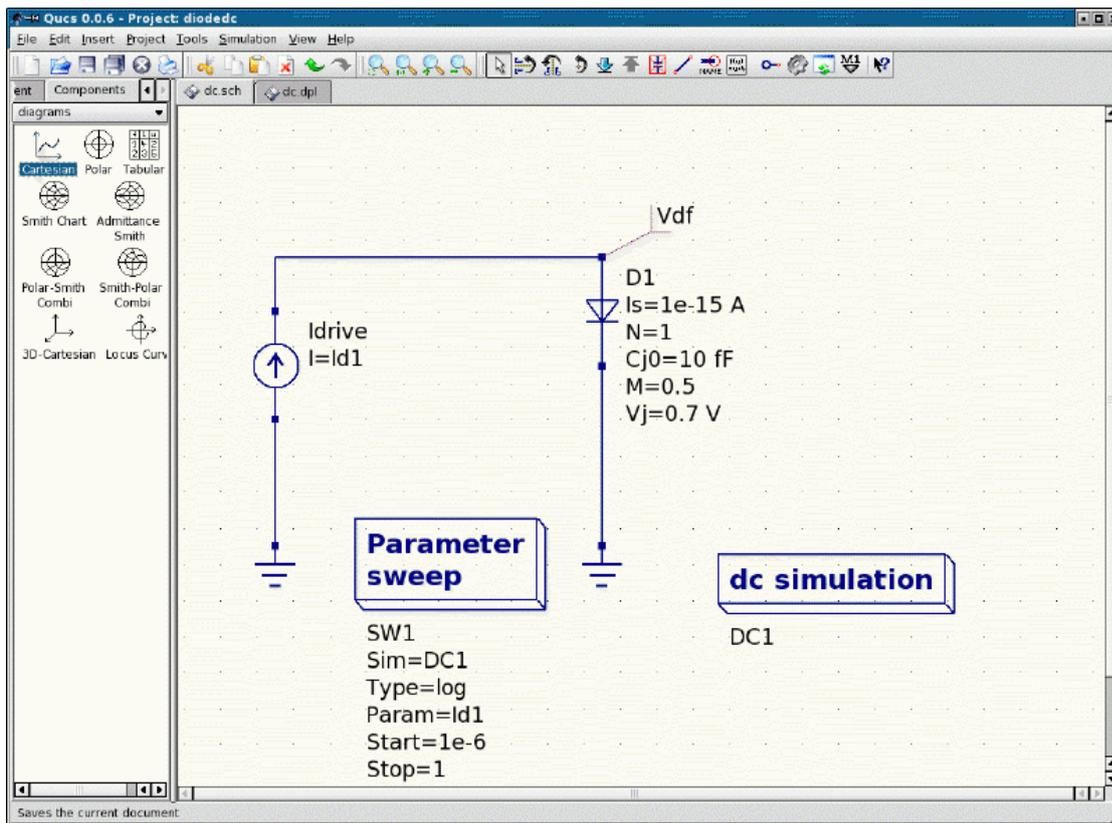 Qucs 0.0.6 - Project: diodedc
File Edit Insert Project Tools Simulation View Help
ent Components
dc.sch
dc.dpl
diagrams
Cartesian Polar Tabular
Smith Chart Admittance Smith
Polar-Smith Combi Smith-Polar Combi
3D-Cartesian Locus Curv
Vdf
D1
Is=1e-15 A
N=1
Cj0=10 fF
M=0.5
Vj=0.7 V
Idrive
I=Id1
Parameter
sweep
SW1
Sim=DC1
Type=log
Param=Id1
Start=1e-6
Stop=1
dc simulation
DC1
Saves the current document